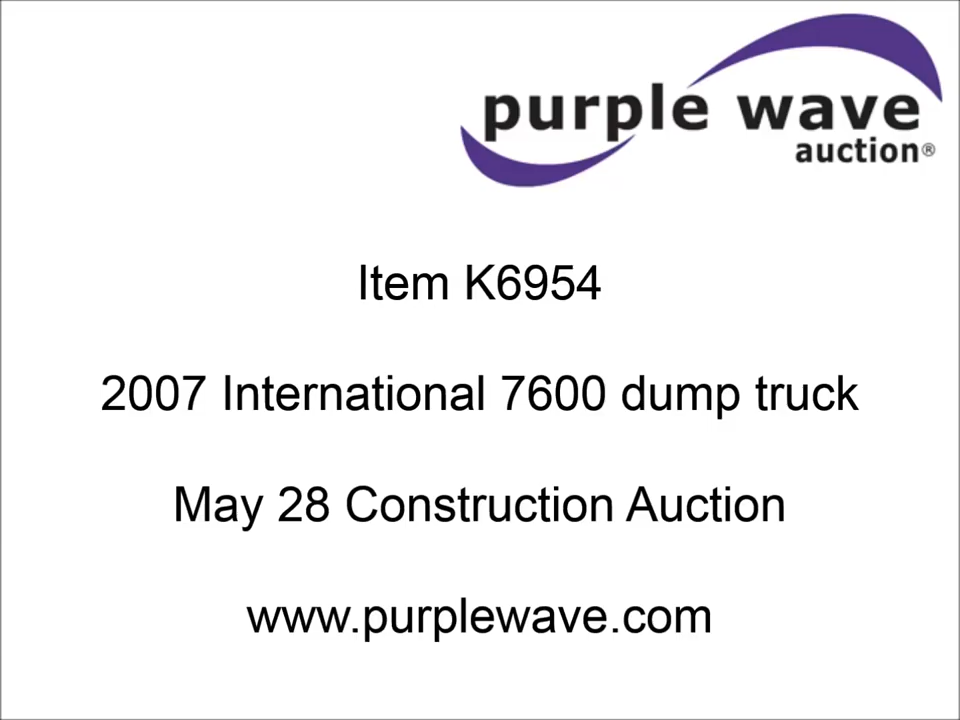 purple wave
auction®
Item K6954
2007 International 7600 dump truck
May 28 Construction Auction
www.purplewave.com